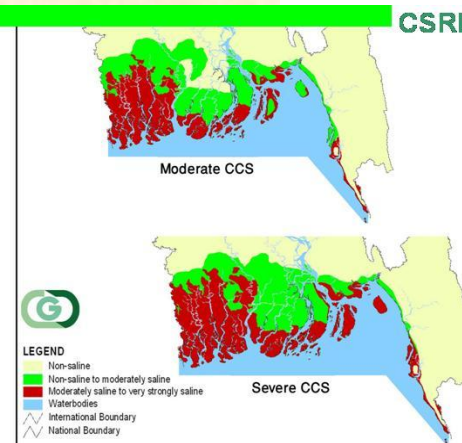 CSRL
Moderate CCS
Severe CCS
G
LEGEND
Non-saline
Non-saline to moderately saline
Moderately saline to very strongly saline
Waterbodies
International Boundary
National Boundary